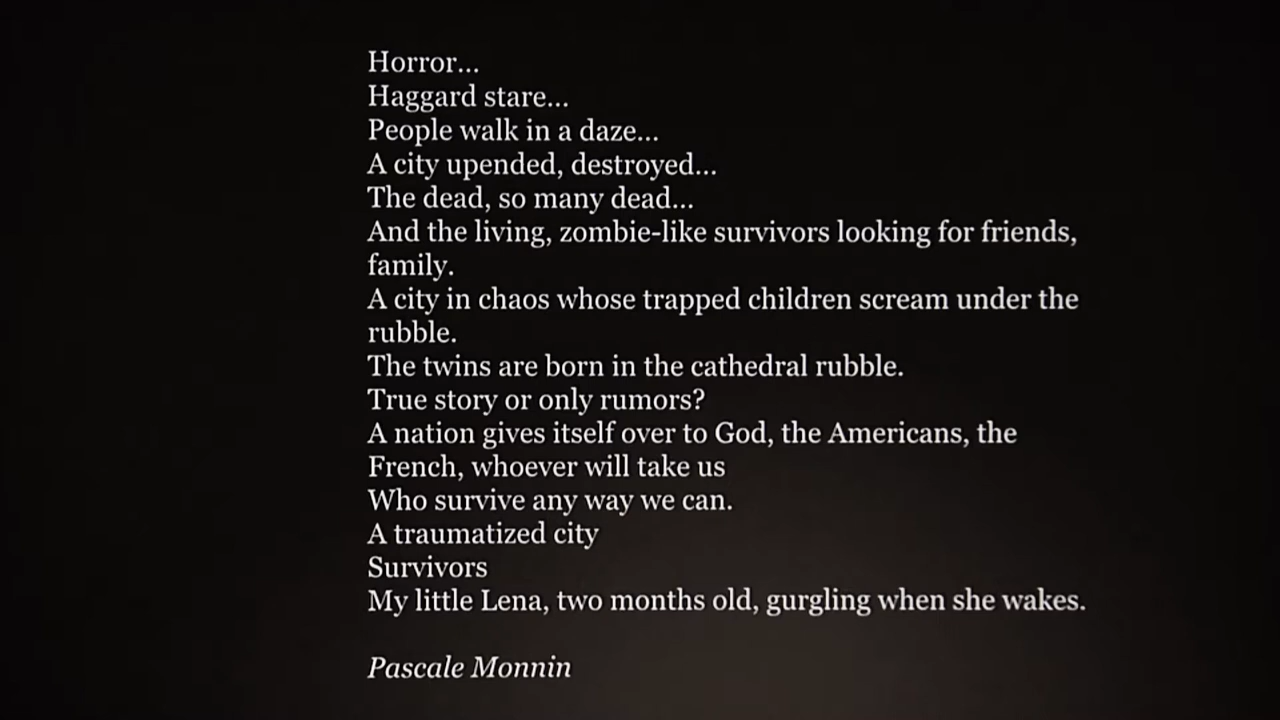 Horror...
Haggard stare...
People walk in a daze...
A city upended, destroyed...
The dead, so many dead...
And the living, zombie-like survivors looking for friends,
family.
A city in chaos whose trapped children scream under the
rubble.
The twins are born in the cathedral rubble.
True story or only rumors?
A nation gives itself over to God, the Americans, the
French, whoever will take us
Who survive any way we can.
A traumatized city
Survivors
My little Lena, two months old, gurgling when she wakes.
Pascale Monnin